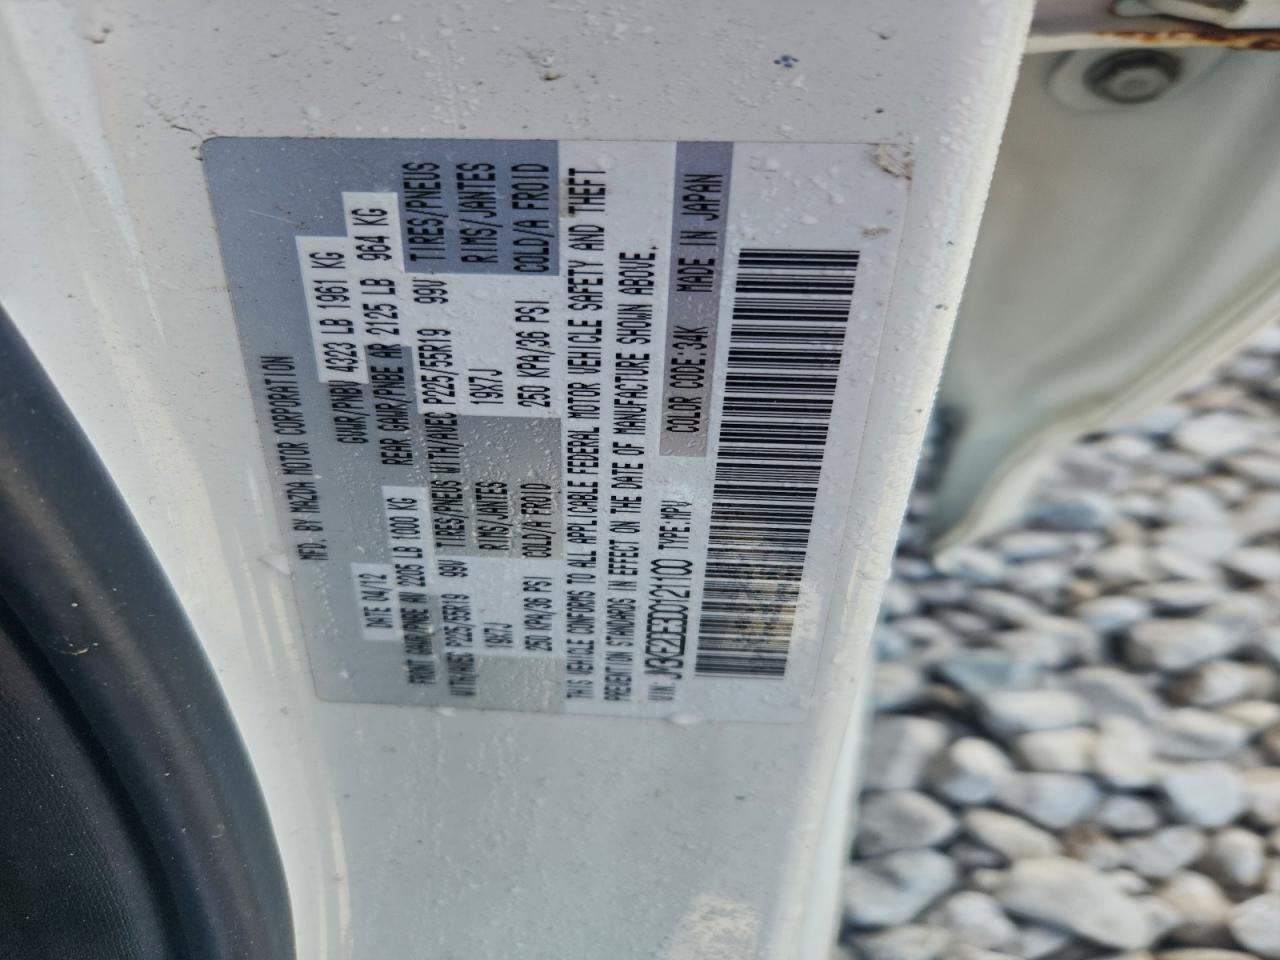 MFD. BY MAZDA MOTOR CORPORATION
DATE 04/12 GVWR/PNBV 4323 LB 1961 KG
FRONT GAWR/PNBE AV 2205 LB 1000 KG REAR GAWR/PNBE AR 2125 LB 964 KG
WITH/AVEC P225/55R19 99V TIRES/PNEUS WITH/AVEC P225/55R19 99V TIRES/PNEUS
19X7J RIMS/JANTES 19X7J RIMS/JANTES
250 KPA/36 PSI COLD/A FROID 250 KPA/36 PSI COLD/A FROID
THIS VEHICLE CONFORMS TO ALL APPLICABLE FEDERAL MOTOR VEHICLE SAFETY AND THEFT
PREVENTION STANDARDS IN EFFECT ON THE DATE OF MANUFACTURE SHOWN ABOVE.
VIN TYPE:MPV COLOR CODE:34K MADE IN JAPAN